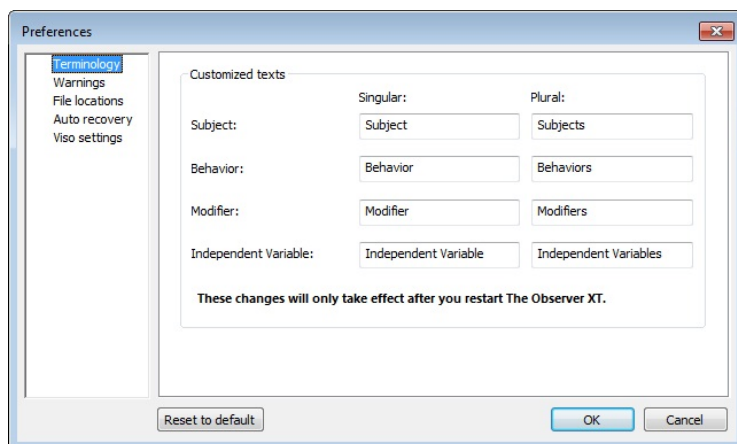 Preferences
Terminology
Warnings
File locations
Auto recovery
Viso settings
Customized texts
Singular: Plural:
Subject: Subject Subjects
Behavior: Behavior Behaviors
Modifier: Modifier Modifiers
Independent Variable: Independent Variable Independent Variables
These changes will only take effect after you restart The Observer XT.
Reset to default OK Cancel